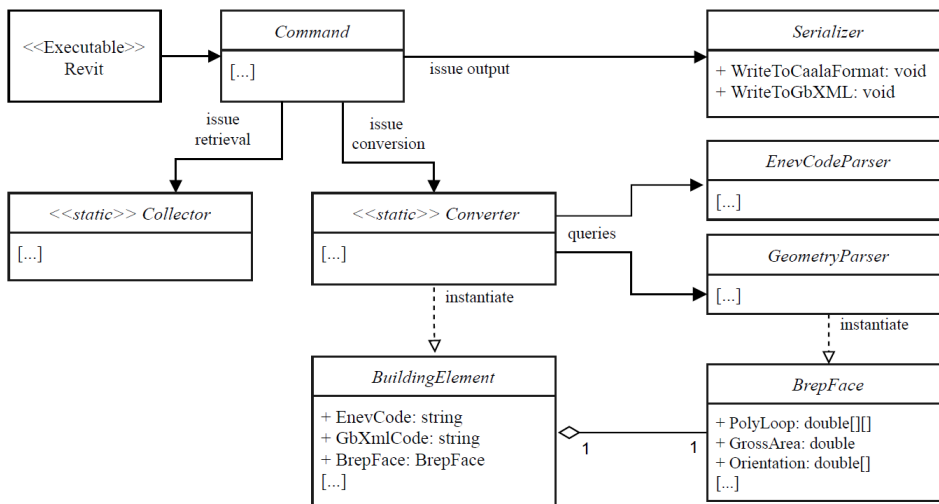 <<Executable>>
Revit
Command
[...]
issue output
Serializer
+ WriteToCaalaFormat: void
+ WriteToGbXML: void
issue
retrieval
issue
conversion
<<static>> Collector
[...]
<<static>> Converter
[...]
queries
EnevCodeParser
[...]
GeometryParser
[...]
instantiate
instantiate
BuildingElement
+ EnevCode: string
+ GbXmlCode: string
+ BrepFace: BrepFace
[...]
1
1
BrepFace
+ PolyLoop: double[][]
+ GrossArea: double
+ Orientation: double[]
[...]